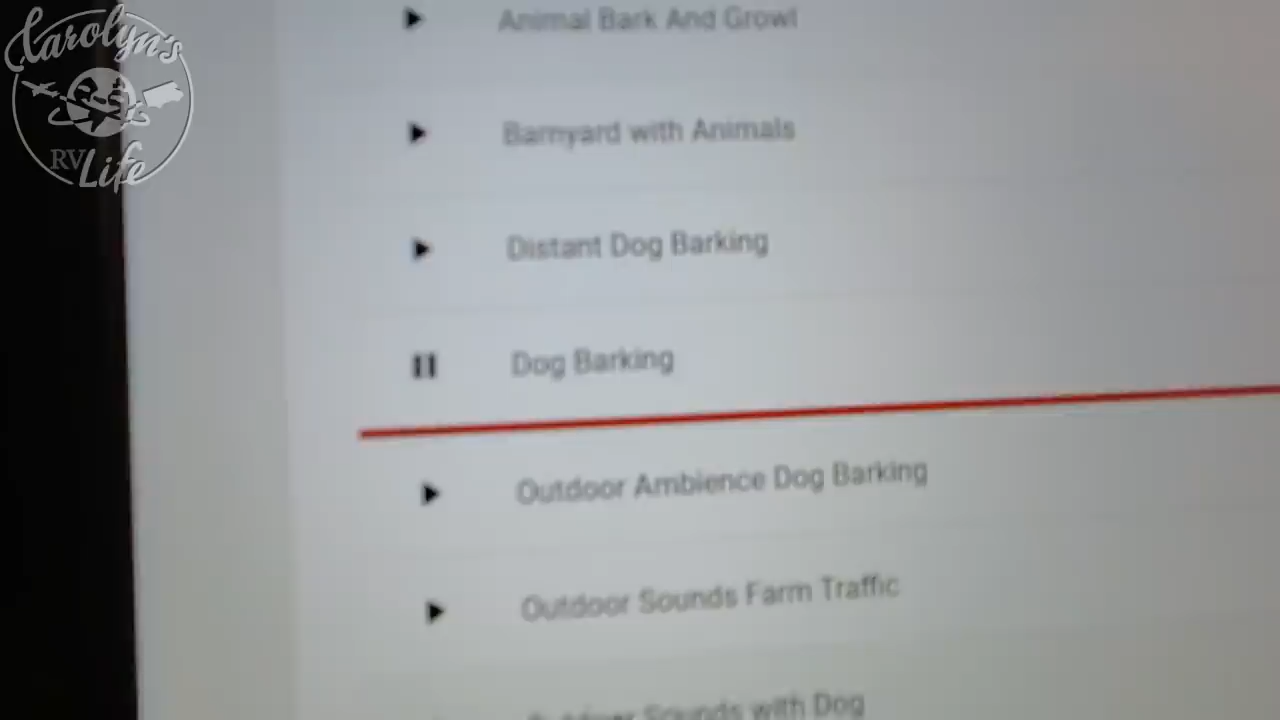 Carolyn's
RV Life
Animal Bark And Growl
Barnyard with Animals
Distant Dog Barking
Dog Barking
Outdoor Ambience Dog Barking
Outdoor Sounds Farm Traffic
Outdoor Sounds with Dog